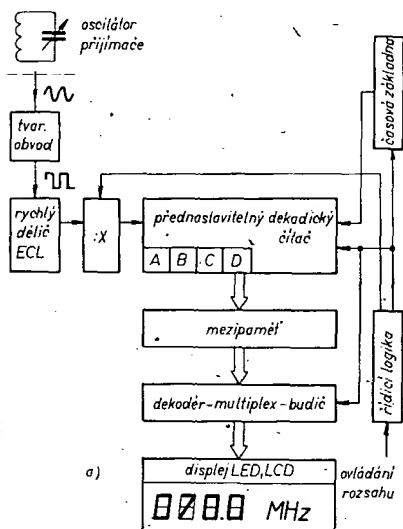 oscilátor
přijímače
tvar.
obvod
rychlý
dělič
ECL
:X
přednastavitelný dekadický
čítač
A B C D
časová základna
mezipaměť
řídicí logika
dekodér-multiplex-budič
a)
displej LED, LCD
ovládání
rozsahu
MHz